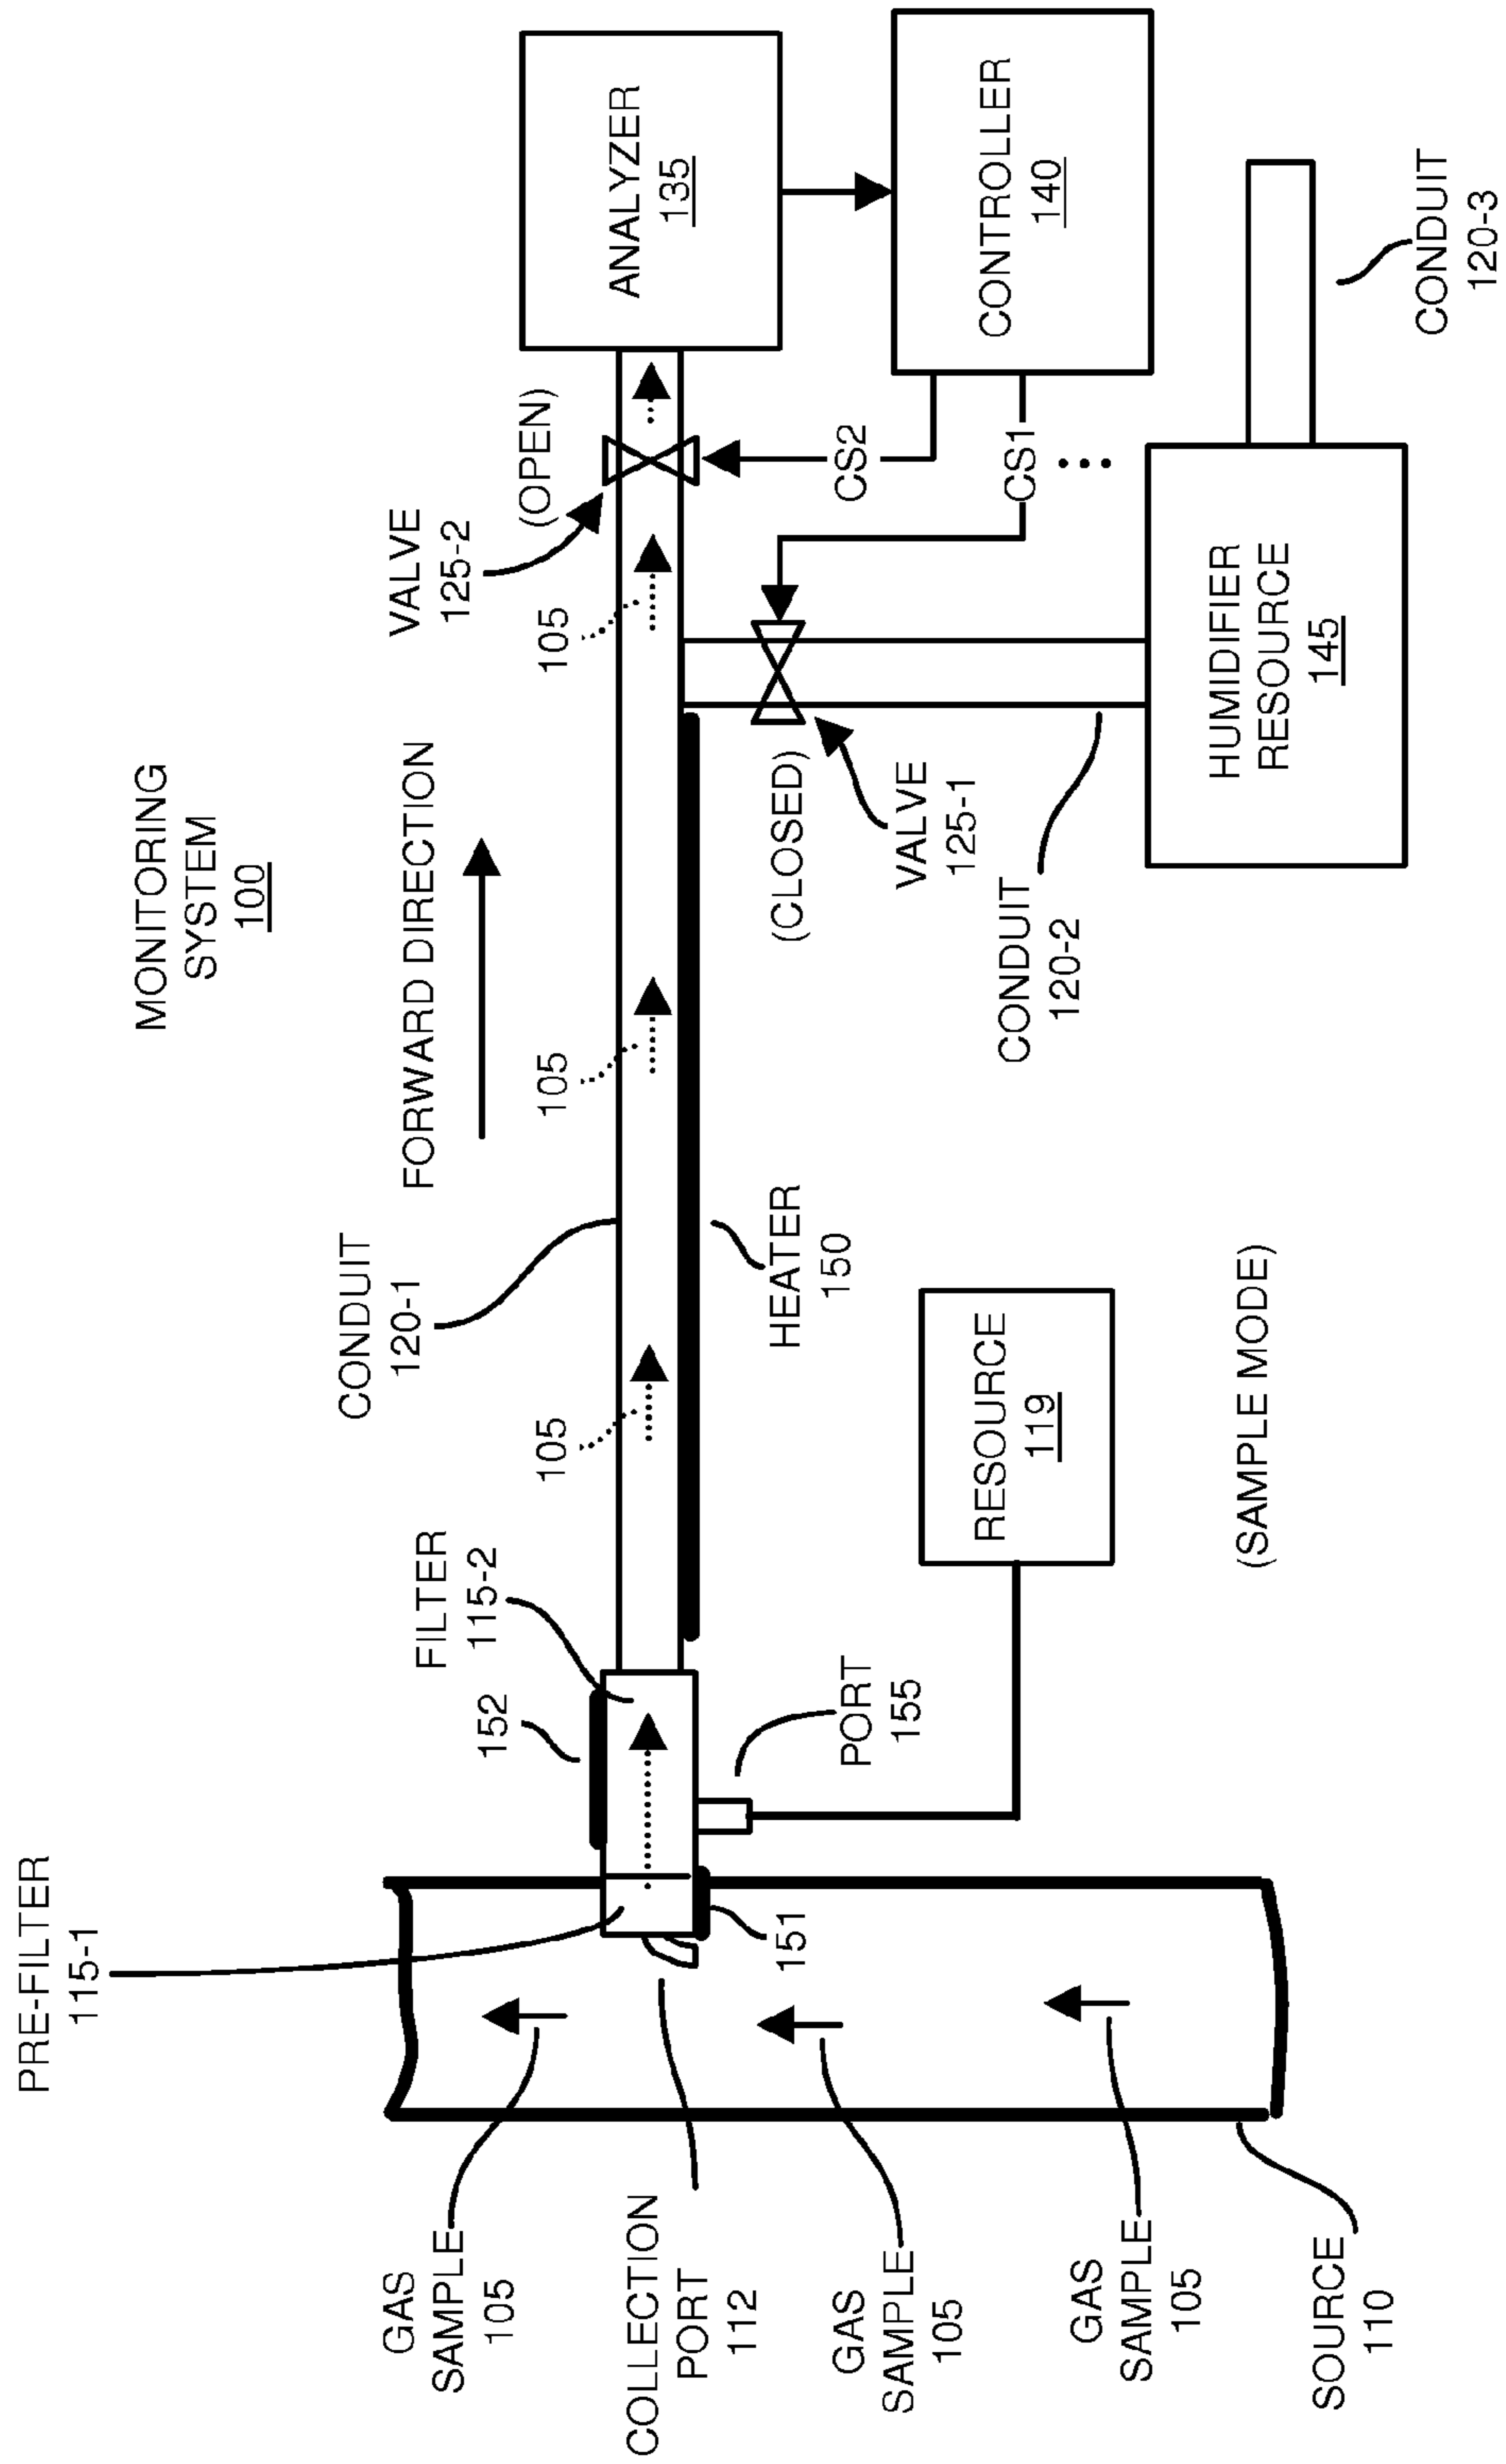 MONITORING
SYSTEM
100
PRE-FILTER
115-1
FILTER
115-2
152
CONDUIT
120-1
FORWARD DIRECTION
VALVE
125-2
(OPEN)
ANALYZER
135
105
105
105
GAS
SAMPLE
105
COLLECTION
PORT
112
GAS
SAMPLE
105
GAS
SAMPLE
105
SOURCE
110
151
PORT
155
RESOURCE
119
HEATER
150
(CLOSED)
VALVE
125-1
CONDUIT
120-2
CS2
CS1
CONTROLLER
140
HUMIDIFIER
RESOURCE
145
CONDUIT
120-3
(SAMPLE MODE)